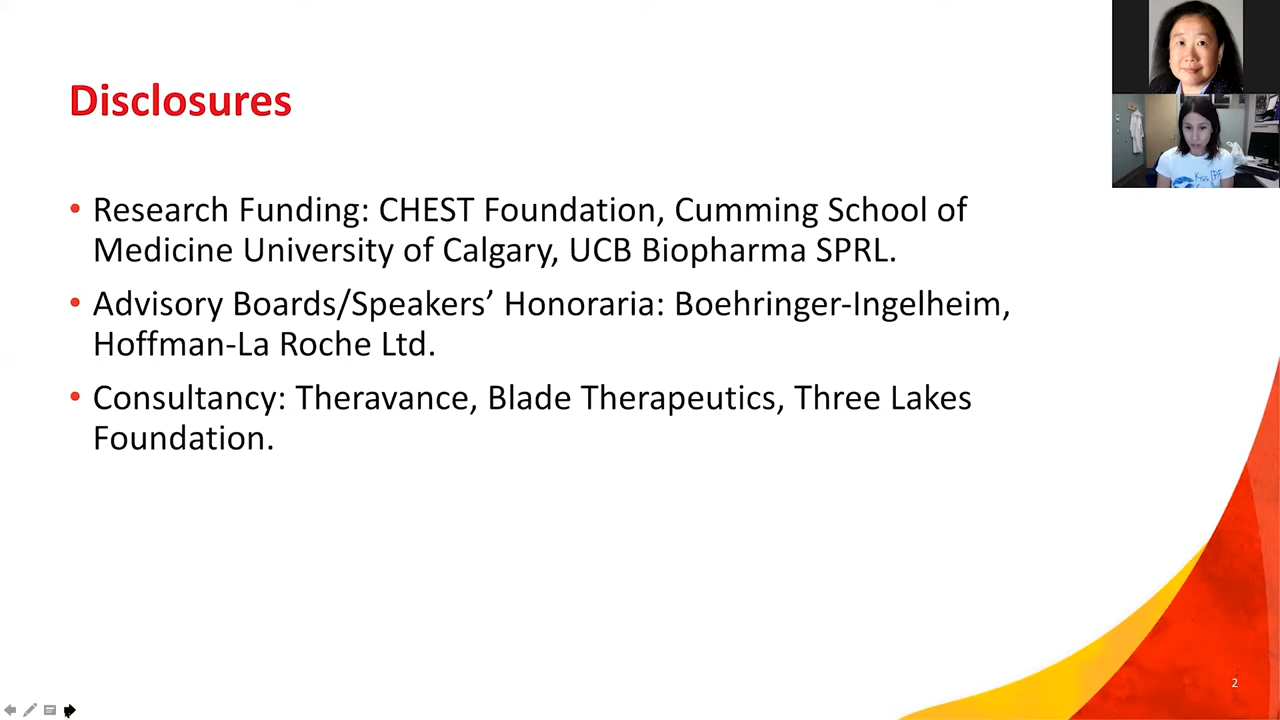 Disclosures
• Research Funding: CHEST Foundation, Cumming School of
Medicine University of Calgary, UCB Biopharma SPRL.
• Advisory Boards/Speakers’ Honoraria: Boehringer-Ingelheim,
Hoffman-La Roche Ltd.
• Consultancy: Theravance, Blade Therapeutics, Three Lakes
Foundation.
2